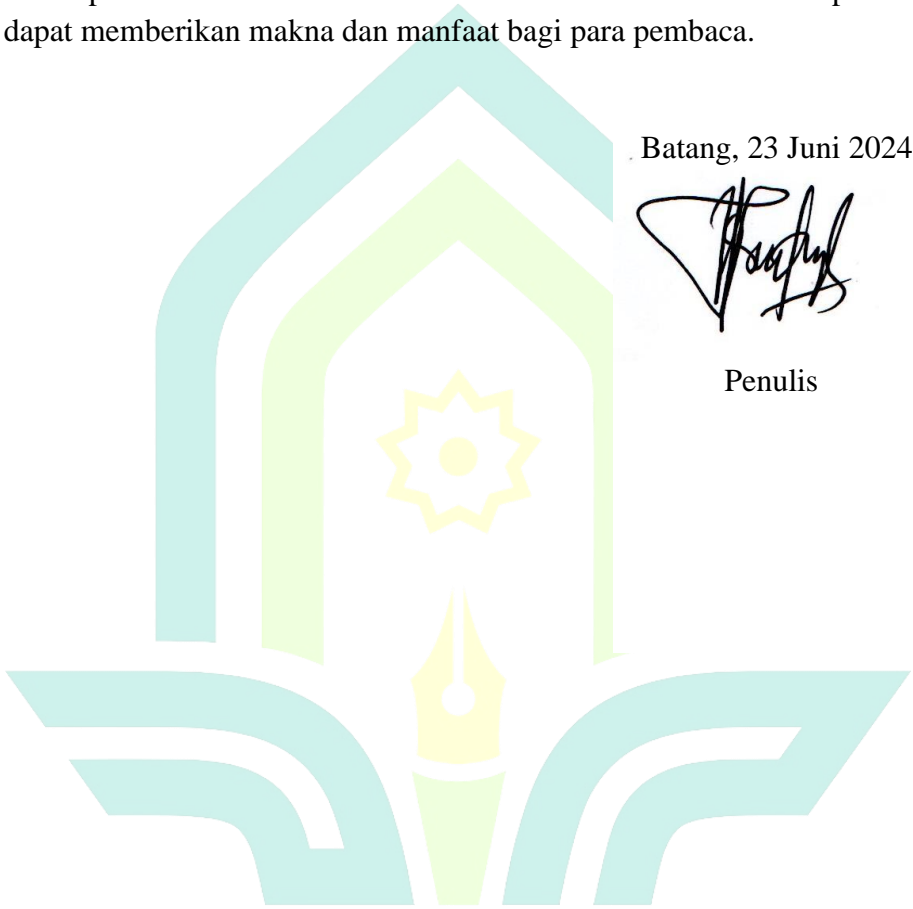 dapat memberikan makna dan manfaat bagi para pembaca.
Batang, 23 Juni 2024
Penulis